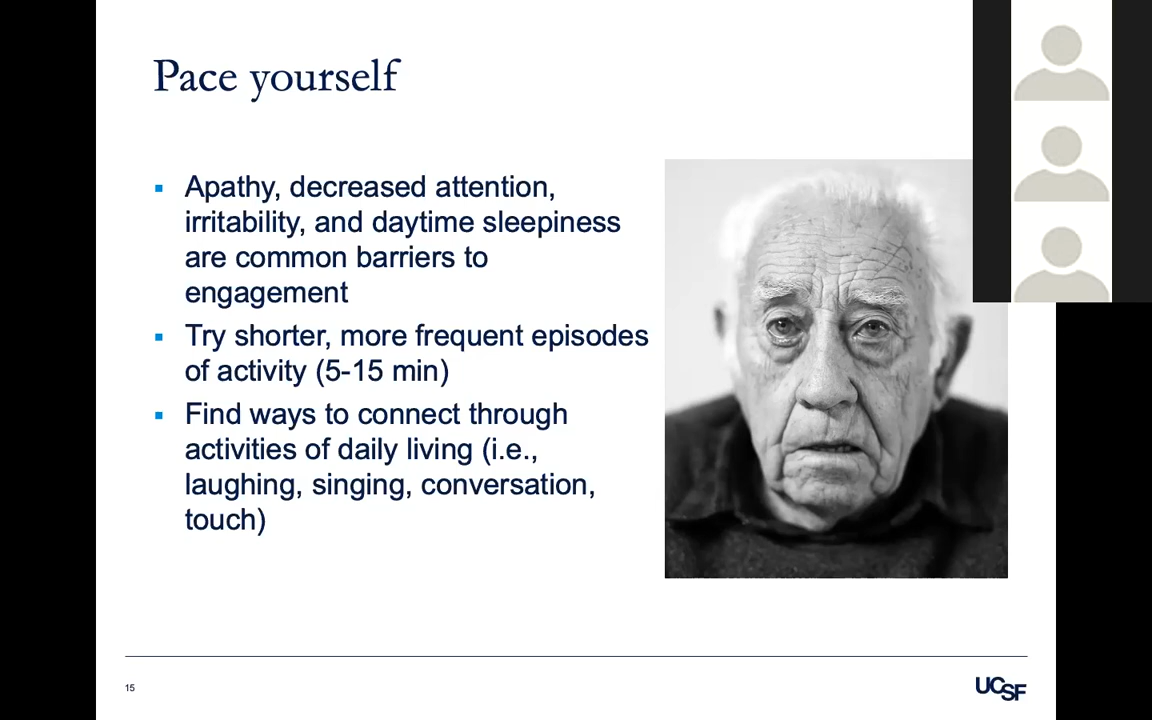 Pace yourself
Apathy, decreased attention,
irritability, and daytime sleepiness
are common barriers to
engagement
Try shorter, more frequent episodes
of activity (5-15 min)
Find ways to connect through
activities of daily living (i.e.,
laughing, singing, conversation,
touch)
15
UCSF